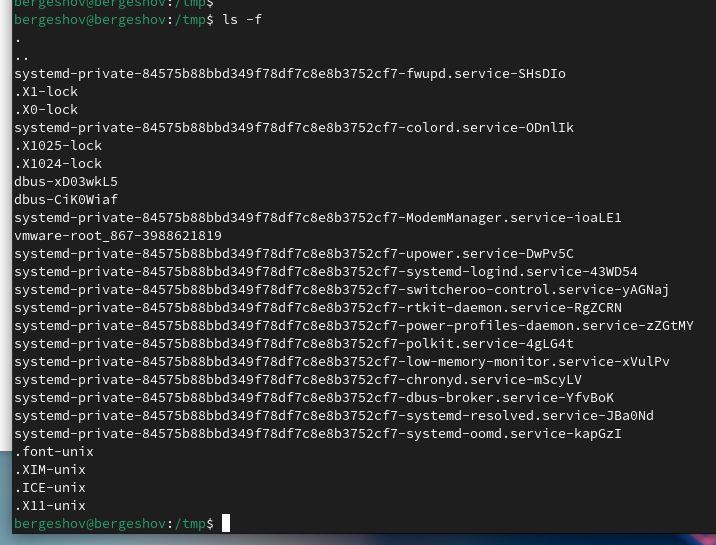 bergeshov@bergeshov:/tmp$
bergeshov@bergeshov:/tmp$ ls -f
.
..
systemd-private-84575b88bbd349f78df7c8e8b3752cf7-fwupd.service-SHsDIo
.X1-lock
.X0-lock
systemd-private-84575b88bbd349f78df7c8e8b3752cf7-colord.service-ODnlIk
.X1025-lock
.X1024-lock
dbus-xD03wkL5
dbus-CiK0Wiaf
systemd-private-84575b88bbd349f78df7c8e8b3752cf7-ModemManager.service-ioaLE1
vmware-root_867-3988621819
systemd-private-84575b88bbd349f78df7c8e8b3752cf7-upower.service-DwPv5C
systemd-private-84575b88bbd349f78df7c8e8b3752cf7-systemd-logind.service-43WD54
systemd-private-84575b88bbd349f78df7c8e8b3752cf7-switcheroo-control.service-yAGNaj
systemd-private-84575b88bbd349f78df7c8e8b3752cf7-rtkit-daemon.service-RgZCRN
systemd-private-84575b88bbd349f78df7c8e8b3752cf7-power-profiles-daemon.service-zZGtMY
systemd-private-84575b88bbd349f78df7c8e8b3752cf7-polkit.service-4gLG4t
systemd-private-84575b88bbd349f78df7c8e8b3752cf7-low-memory-monitor.service-xVulPv
systemd-private-84575b88bbd349f78df7c8e8b3752cf7-chronyd.service-mScyLV
systemd-private-84575b88bbd349f78df7c8e8b3752cf7-dbus-broker.service-YfvBoK
systemd-private-84575b88bbd349f78df7c8e8b3752cf7-systemd-resolved.service-JBa0Nd
systemd-private-84575b88bbd349f78df7c8e8b3752cf7-systemd-oomd.service-kapGzI
.font-unix
.XIM-unix
.ICE-unix
.X11-unix
bergeshov@bergeshov:/tmp$